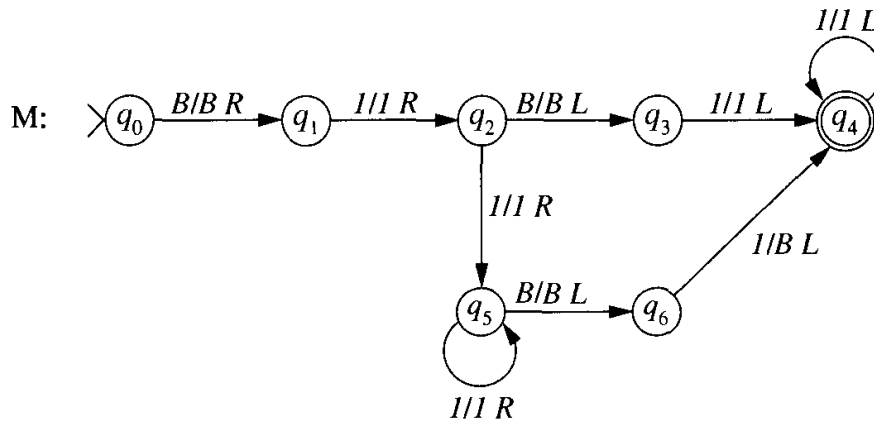 1/1 L
M: q0 B/B R q1 1/1 R q2 B/B L q3 1/1 L q4
1/1 R
1/B L
q5 B/B L q6
1/1 R